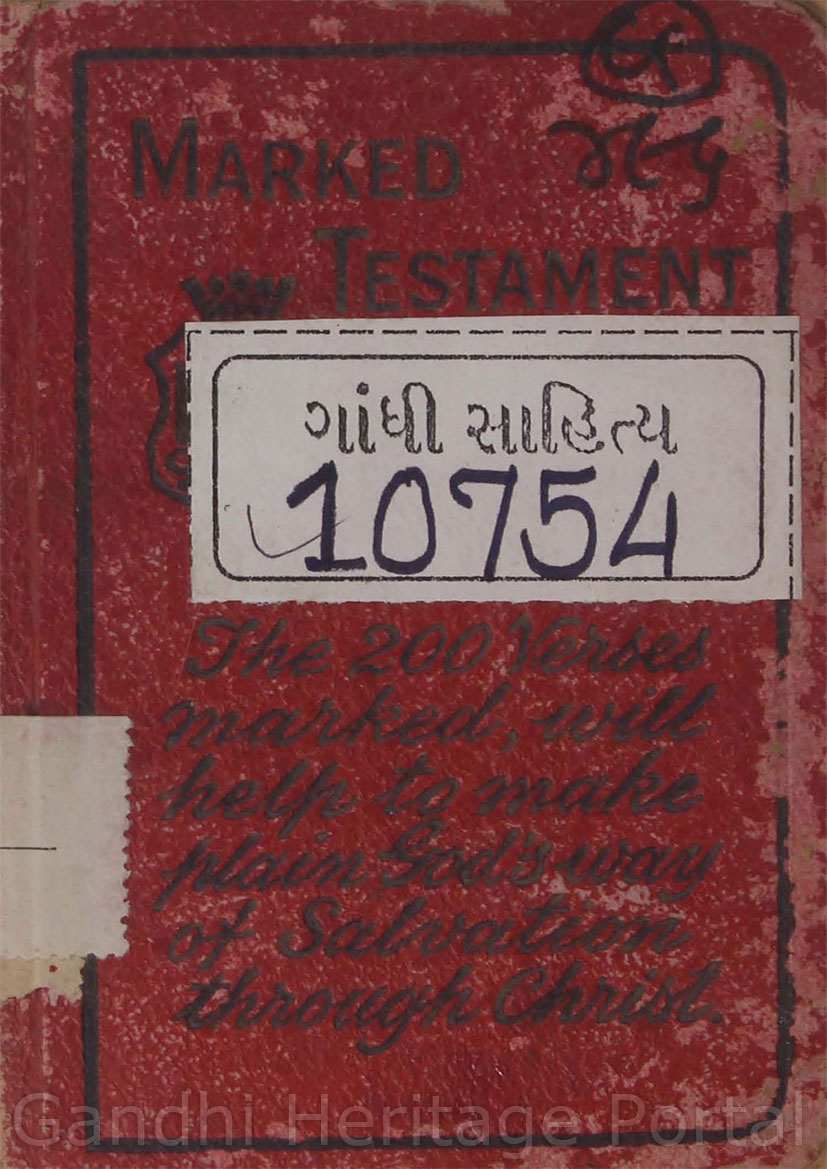 MARKED
TESTAMENT
ગાંધી સાહિત્ય
10754
The 200 Verses
marked, will
help to make
plain God's way
of Salvation
through Christ.
Gandhi Heritage Portal